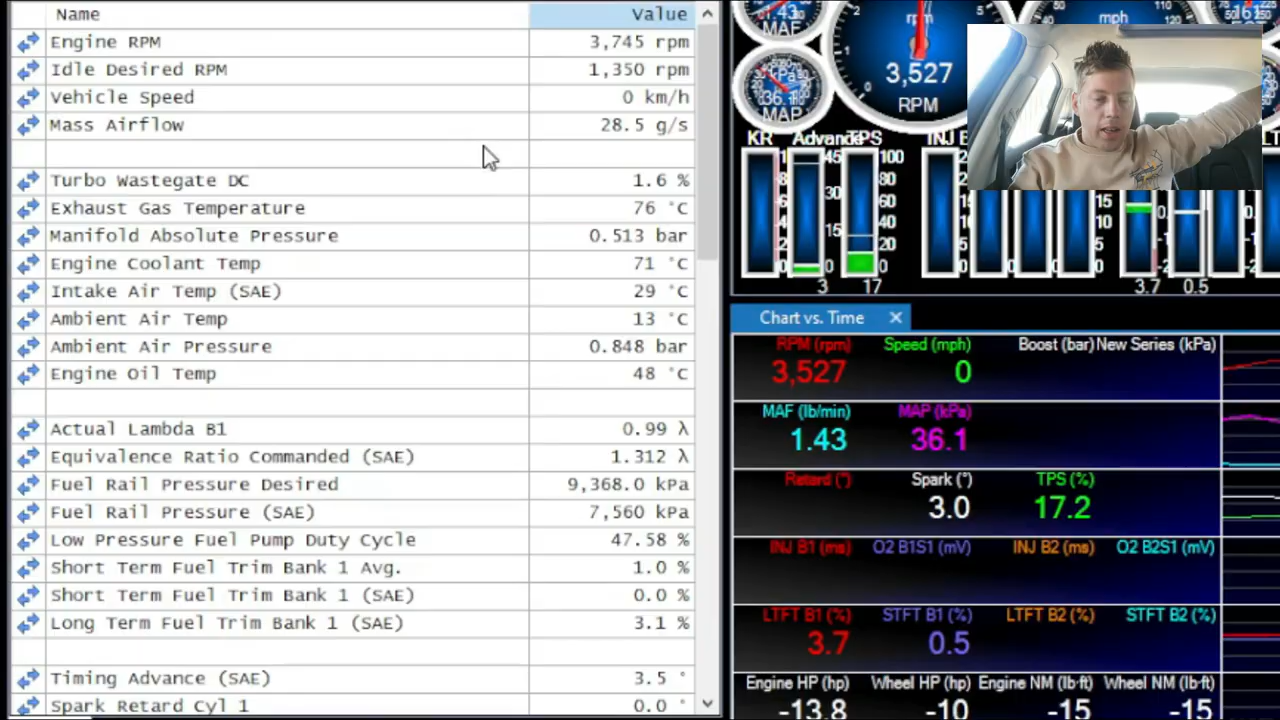 Name Value
Engine RPM 3,745 rpm
Idle Desired RPM 1,350 rpm
Vehicle Speed 0 km/h
Mass Airflow 28.5 g/s
Turbo Wastegate DC 1.6 %
Exhaust Gas Temperature 76 °C
Manifold Absolute Pressure 0.513 bar
Engine Coolant Temp 71 °C
Intake Air Temp (SAE) 29 °C
Ambient Air Temp 13 °C
Ambient Air Pressure 0.848 bar
Engine Oil Temp 48 °C
Actual Lambda B1 0.99 λ
Equivalence Ratio Commanded (SAE) 1.312 λ
Fuel Rail Pressure Desired 9,368.0 kPa
Fuel Rail Pressure (SAE) 7,560 kPa
Low Pressure Fuel Pump Duty Cycle 47.58 %
Short Term Fuel Trim Bank 1 Avg. 1.0 %
Short Term Fuel Trim Bank 1 (SAE) 0.0 %
Long Term Fuel Trim Bank 1 (SAE) 3.1 %
Timing Advance (SAE) 3.5 °
Spark Retard Cyl 1 0.0 °
1.43
MAF
rpm
mph
kPa
36.1
MAP
3,527
RPM
KR Advance TPS INJ B
3 17 3.7 0.5
Chart vs. Time
RPM (rpm) Speed (mph) Boost (bar) New Series (kPa)
3,527 0
MAF (lb/min) MAP (kPa)
1.43 36.1
Retard (°) Spark (°) TPS (%)
3.0 17.2
INJ B1 (ms) O2 B1S1 (mV) INJ B2 (ms) O2 B2S1 (mV)
LTFT B1 (%) STFT B1 (%) LTFT B2 (%) STFT B2 (%)
3.7 0.5
Engine HP (hp) Wheel HP (hp) Engine NM (lb·ft) Wheel NM (lb·ft)
-13.8 -10 -15 -15